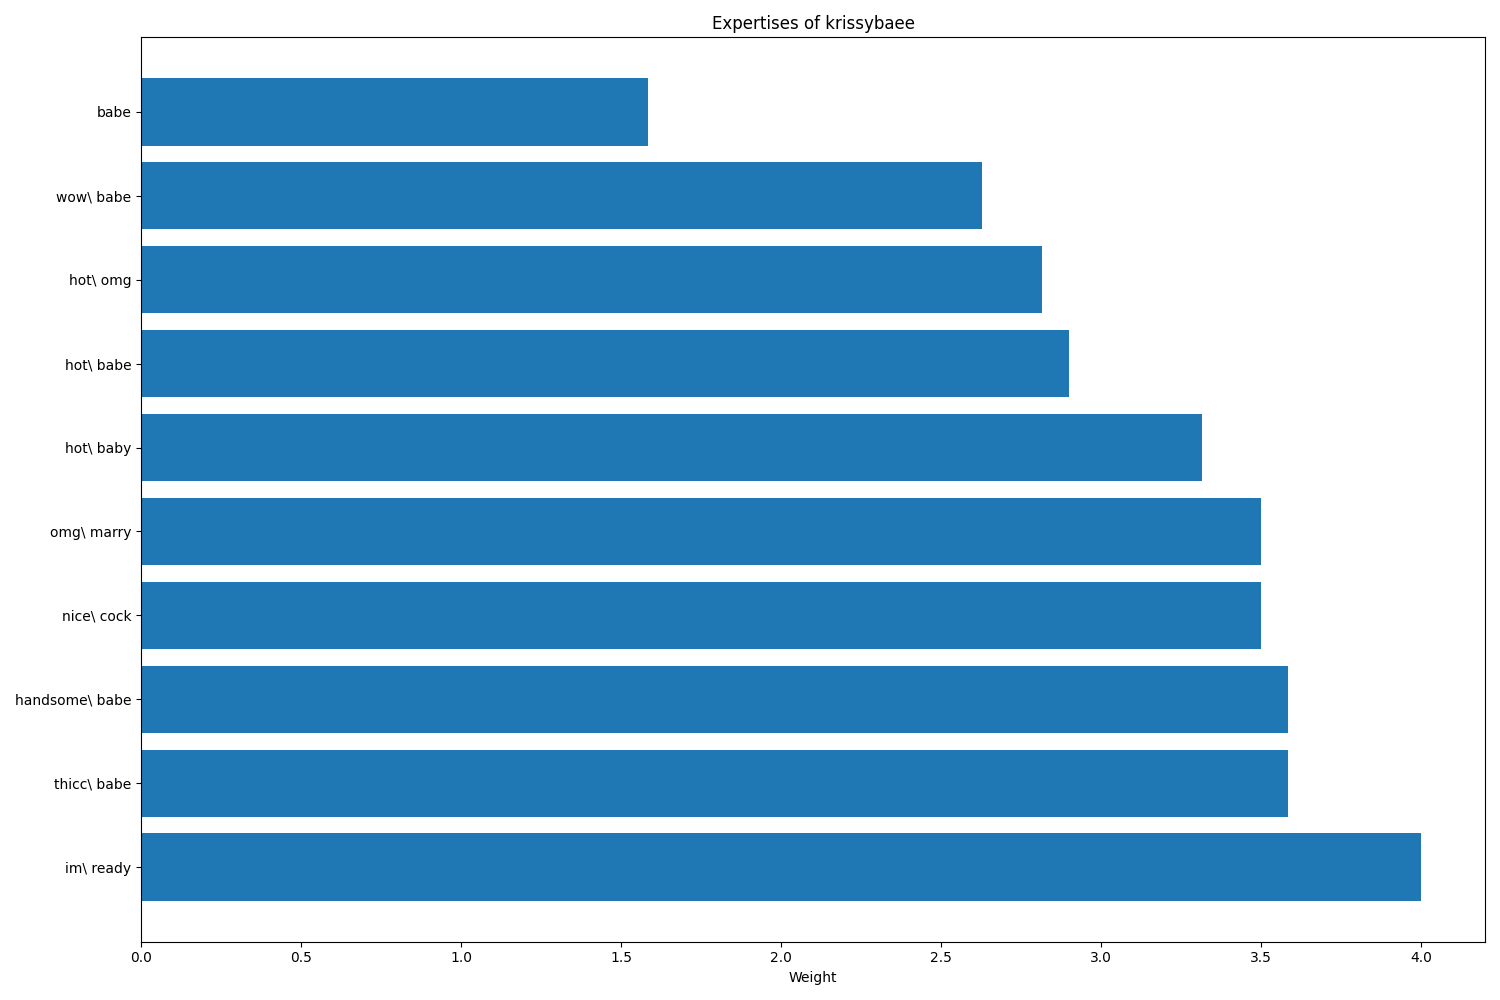 Expertises of krissybaee
babe
wow\ babe
hot\ omg
hot\ babe
hot\ baby
omg\ marry
nice\ cock
handsome\ babe
thicc\ babe
im\ ready
0.0 0.5 1.0 1.5 2.0 2.5 3.0 3.5 4.0
Weight